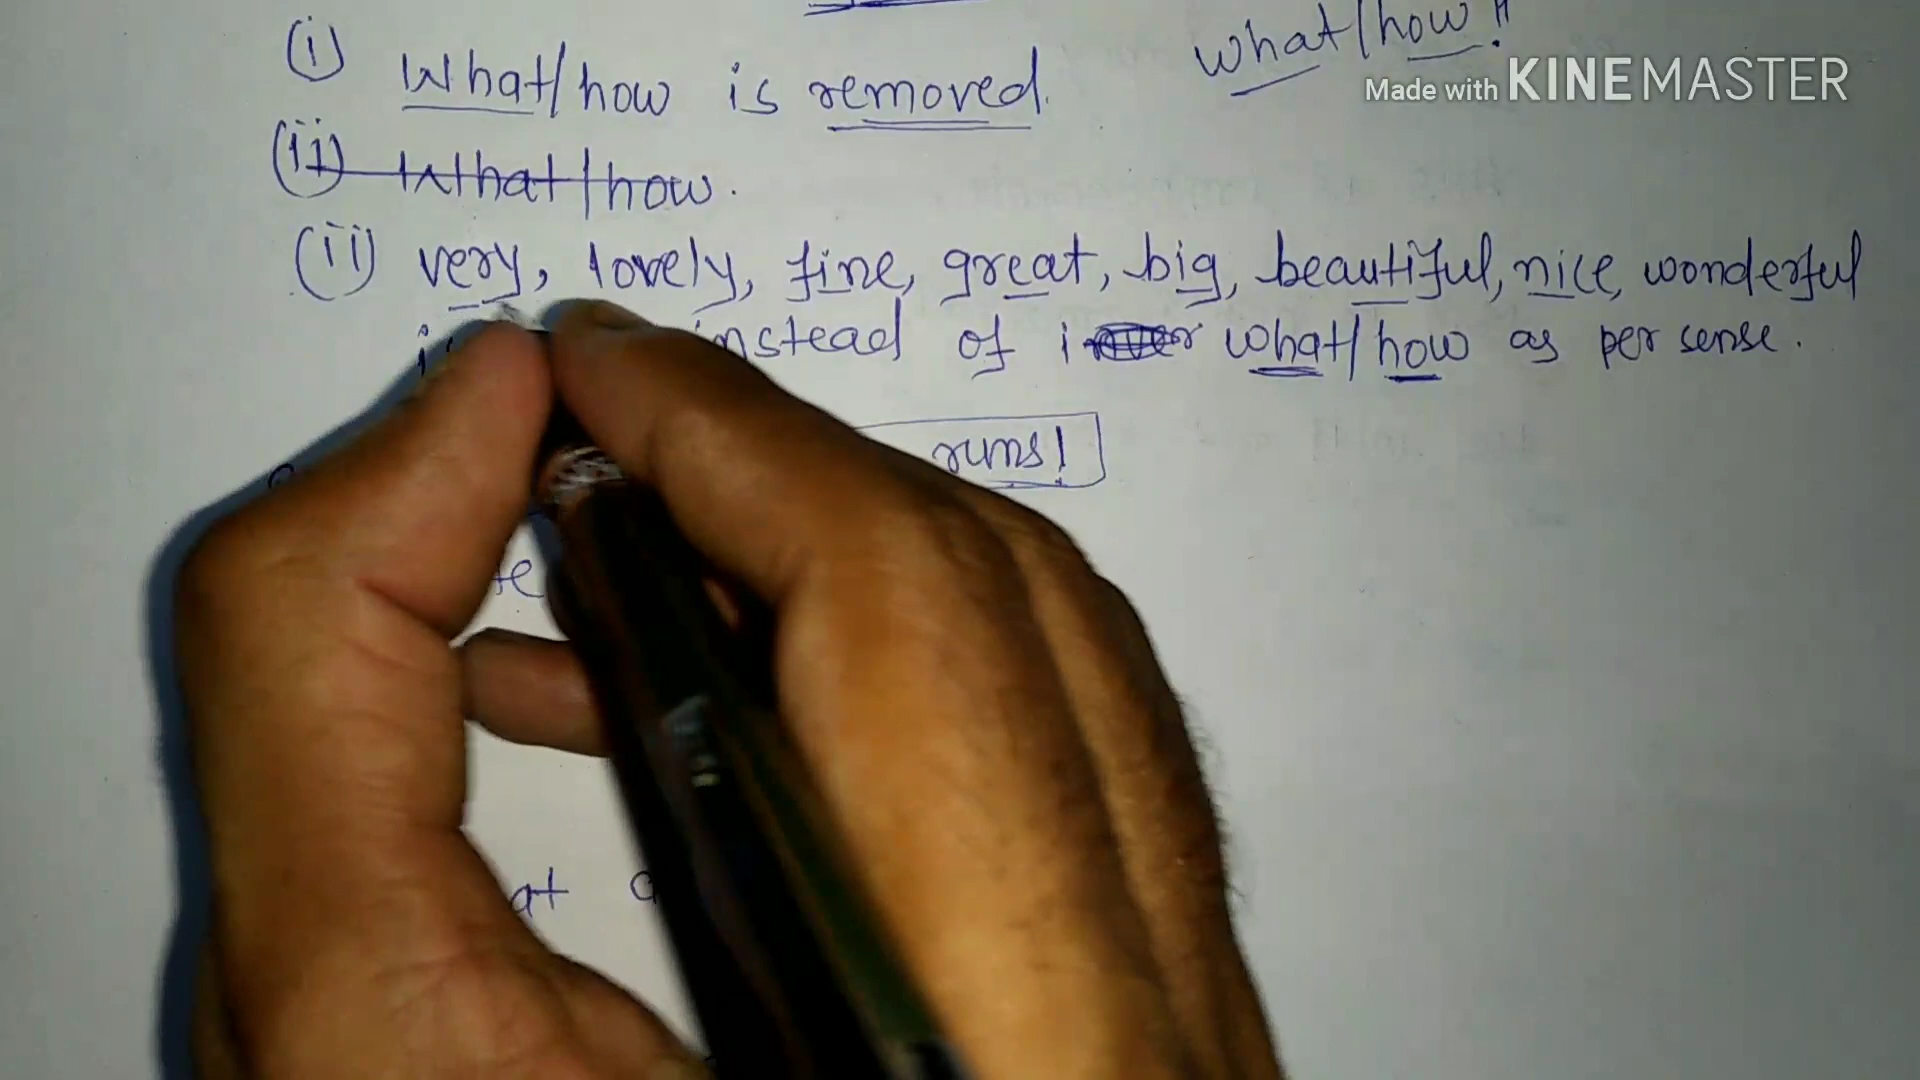 what/how!!
Made with KINEMASTER
(i) What/how is removed.
(ii) What/how.
(ii) very, lovely, fine, great, big, beautiful, nice, wonderful
instead of what/how as per sense.
runs!